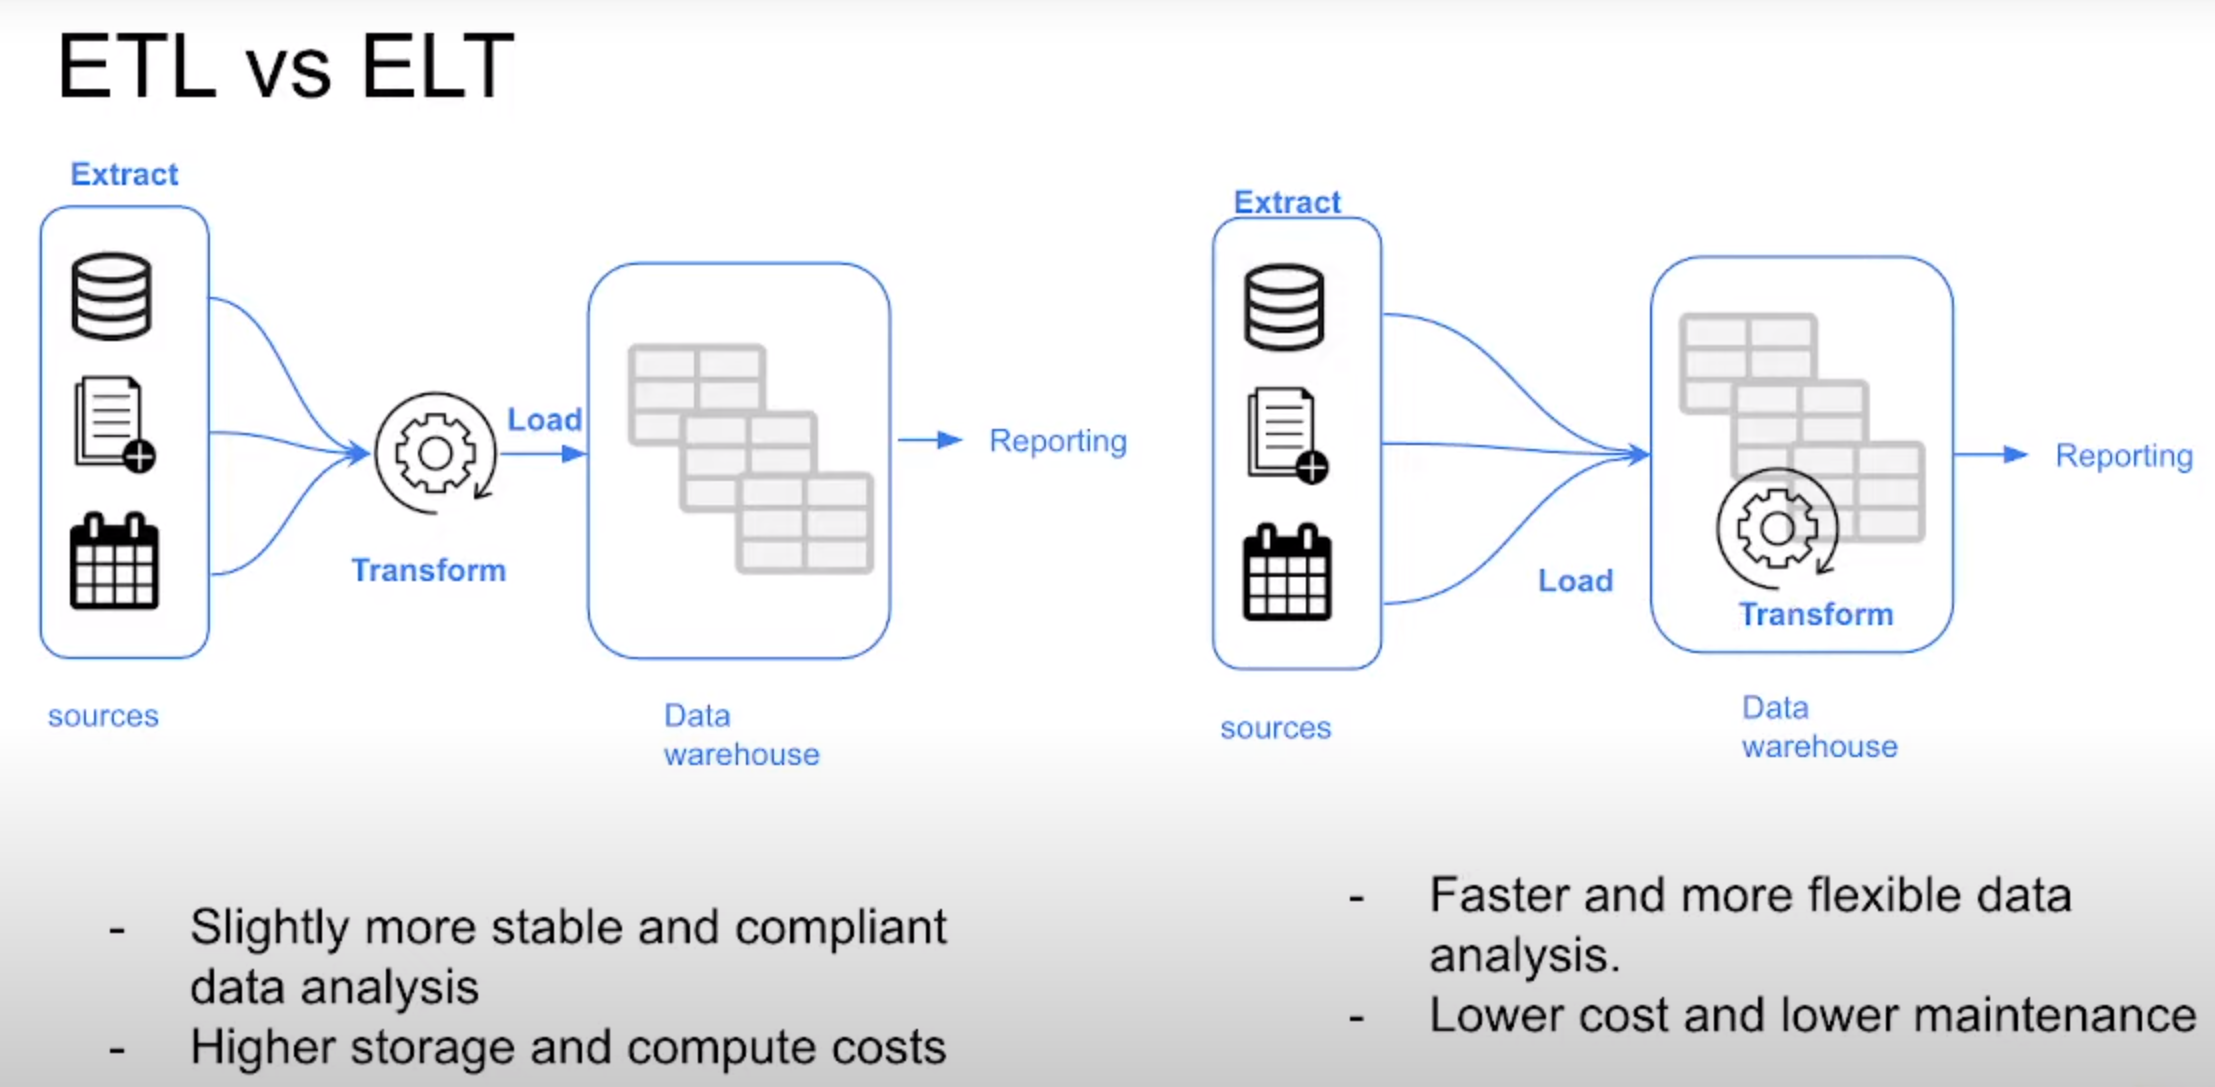 ETL vs ELT
Extract
Load
Transform
sources
Data
warehouse
Reporting
- Slightly more stable and compliant
data analysis
- Higher storage and compute costs
Extract
Load
Transform
sources
Data
warehouse
Reporting
- Faster and more flexible data
analysis.
- Lower cost and lower maintenance